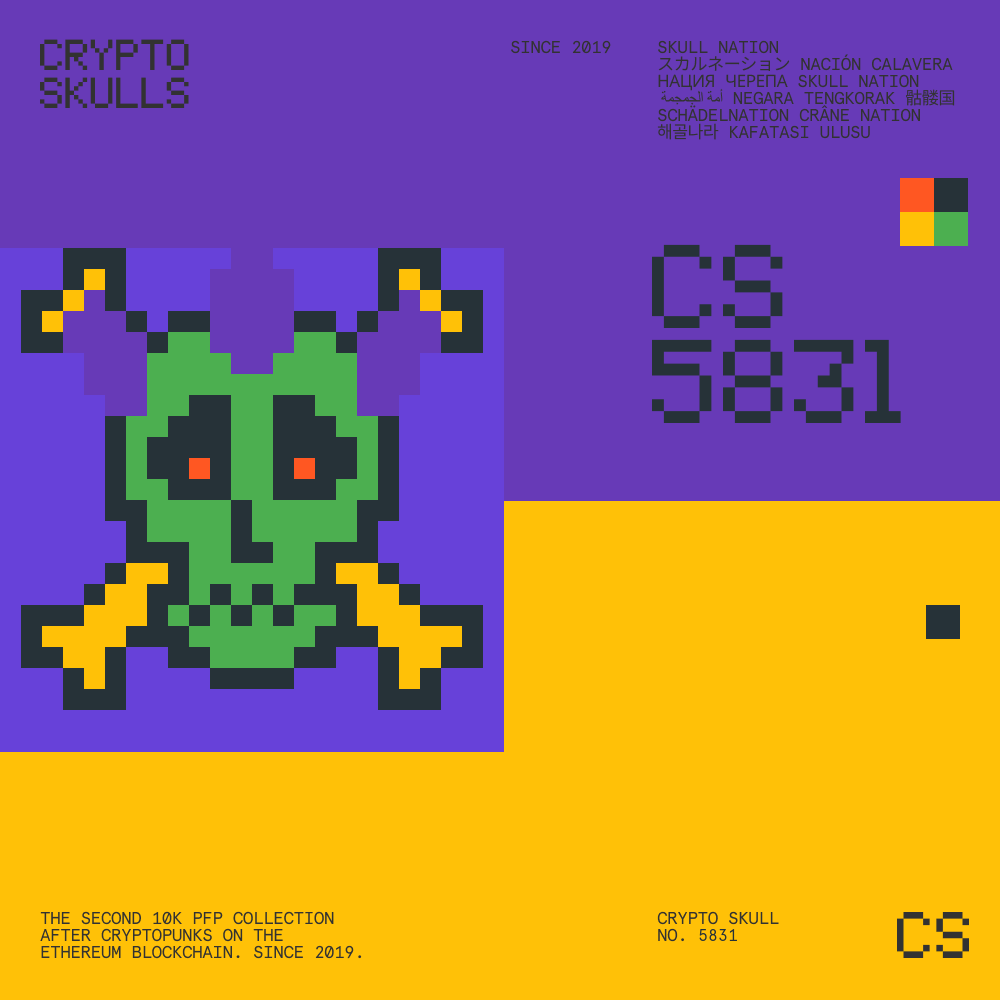 CRYPTO
SKULLS
SINCE 2019
SKULL NATION
スカルネーション NACIÓN CALAVERA
НАЦИЯ ЧЕРЕПА SKULL NATION
أمة الجمجمة NEGARA TENGKORAK 骷髅国
SCHÄDELNATION CRÂNE NATION
해골나라 KAFATASI ULUSU
CS
5831
THE SECOND 10K PFP COLLECTION
AFTER CRYPTOPUNKS ON THE
ETHEREUM BLOCKCHAIN. SINCE 2019.
CRYPTO SKULL
NO. 5831
CS